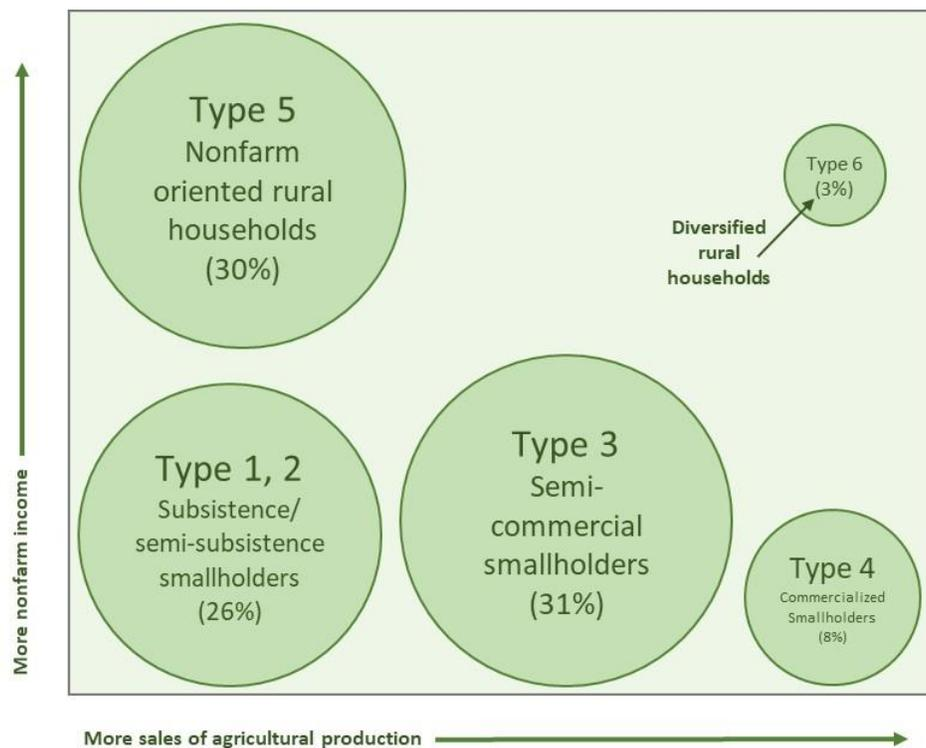 Type 5
Nonfarm
oriented rural
households
(30%)
Type 6
(3%)
Diversified
rural
households
Type 1, 2
Subsistence/
semi-subsistence
smallholders
(26%)
Type 3
Semi-
commercial
smallholders
(31%)
Type 4
Commercialized
Smallholders
(8%)
More nonfarm income
More sales of agricultural production